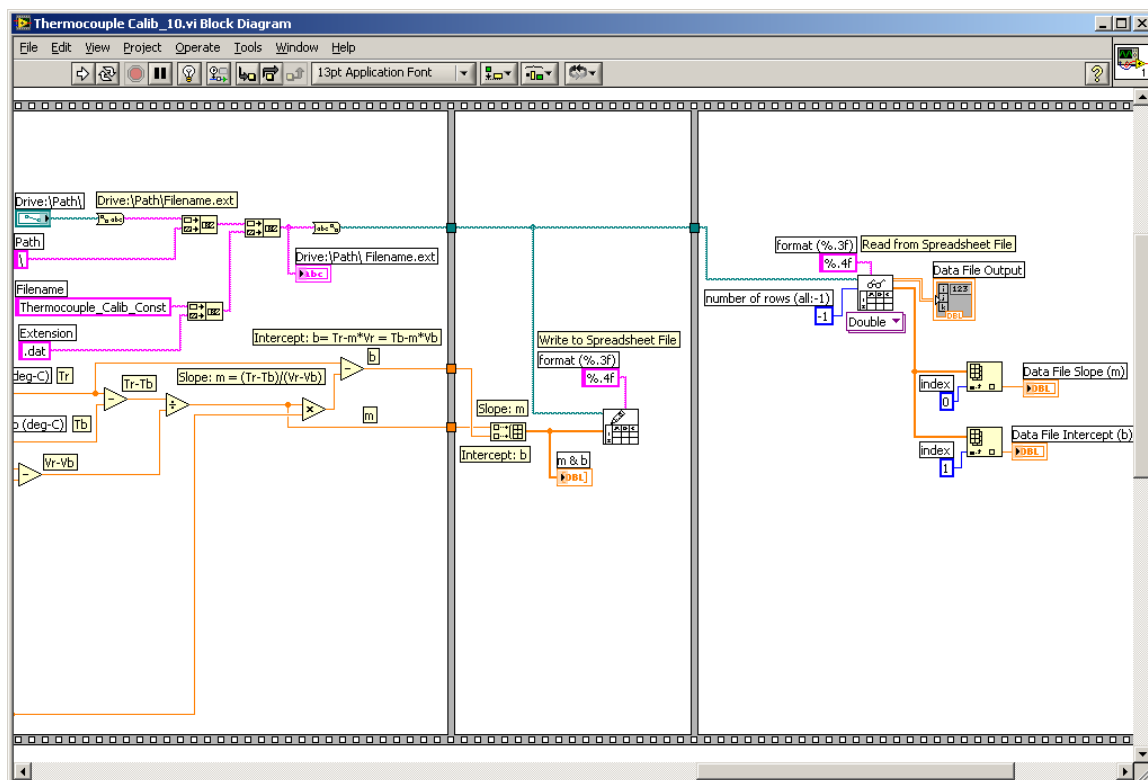 Thermocouple Calib_10.vi Block Diagram
File Edit View Project Operate Tools Window Help
13pt Application Font
?
1
Drive:\Path\
Drive:\Path\Filename.ext
Path
\
Drive:\Path\ Filename.ext
abc
Filename
Thermocouple_Calib_Const
Extension
.dat
Intercept: b= Tr-m*Vr = Tb-m*Vb
b
(deg-C) Tr
Tr-Tb
Slope: m = (Tr-Tb)/(Vr-Vb)
m
(deg-C) Tb
Vr-Vb
Write to Spreadsheet File
format (%.3f)
%.4f
Slope: m
Intercept: b
m & b
DBL]
format (%.3f)
Read from Spreadsheet File
%.4f
Data File Output
123
DBL
number of rows (all:-1)
-1
Double
index
0
Data File Slope (m)
DBL
index
1
Data File Intercept (b)
DBL